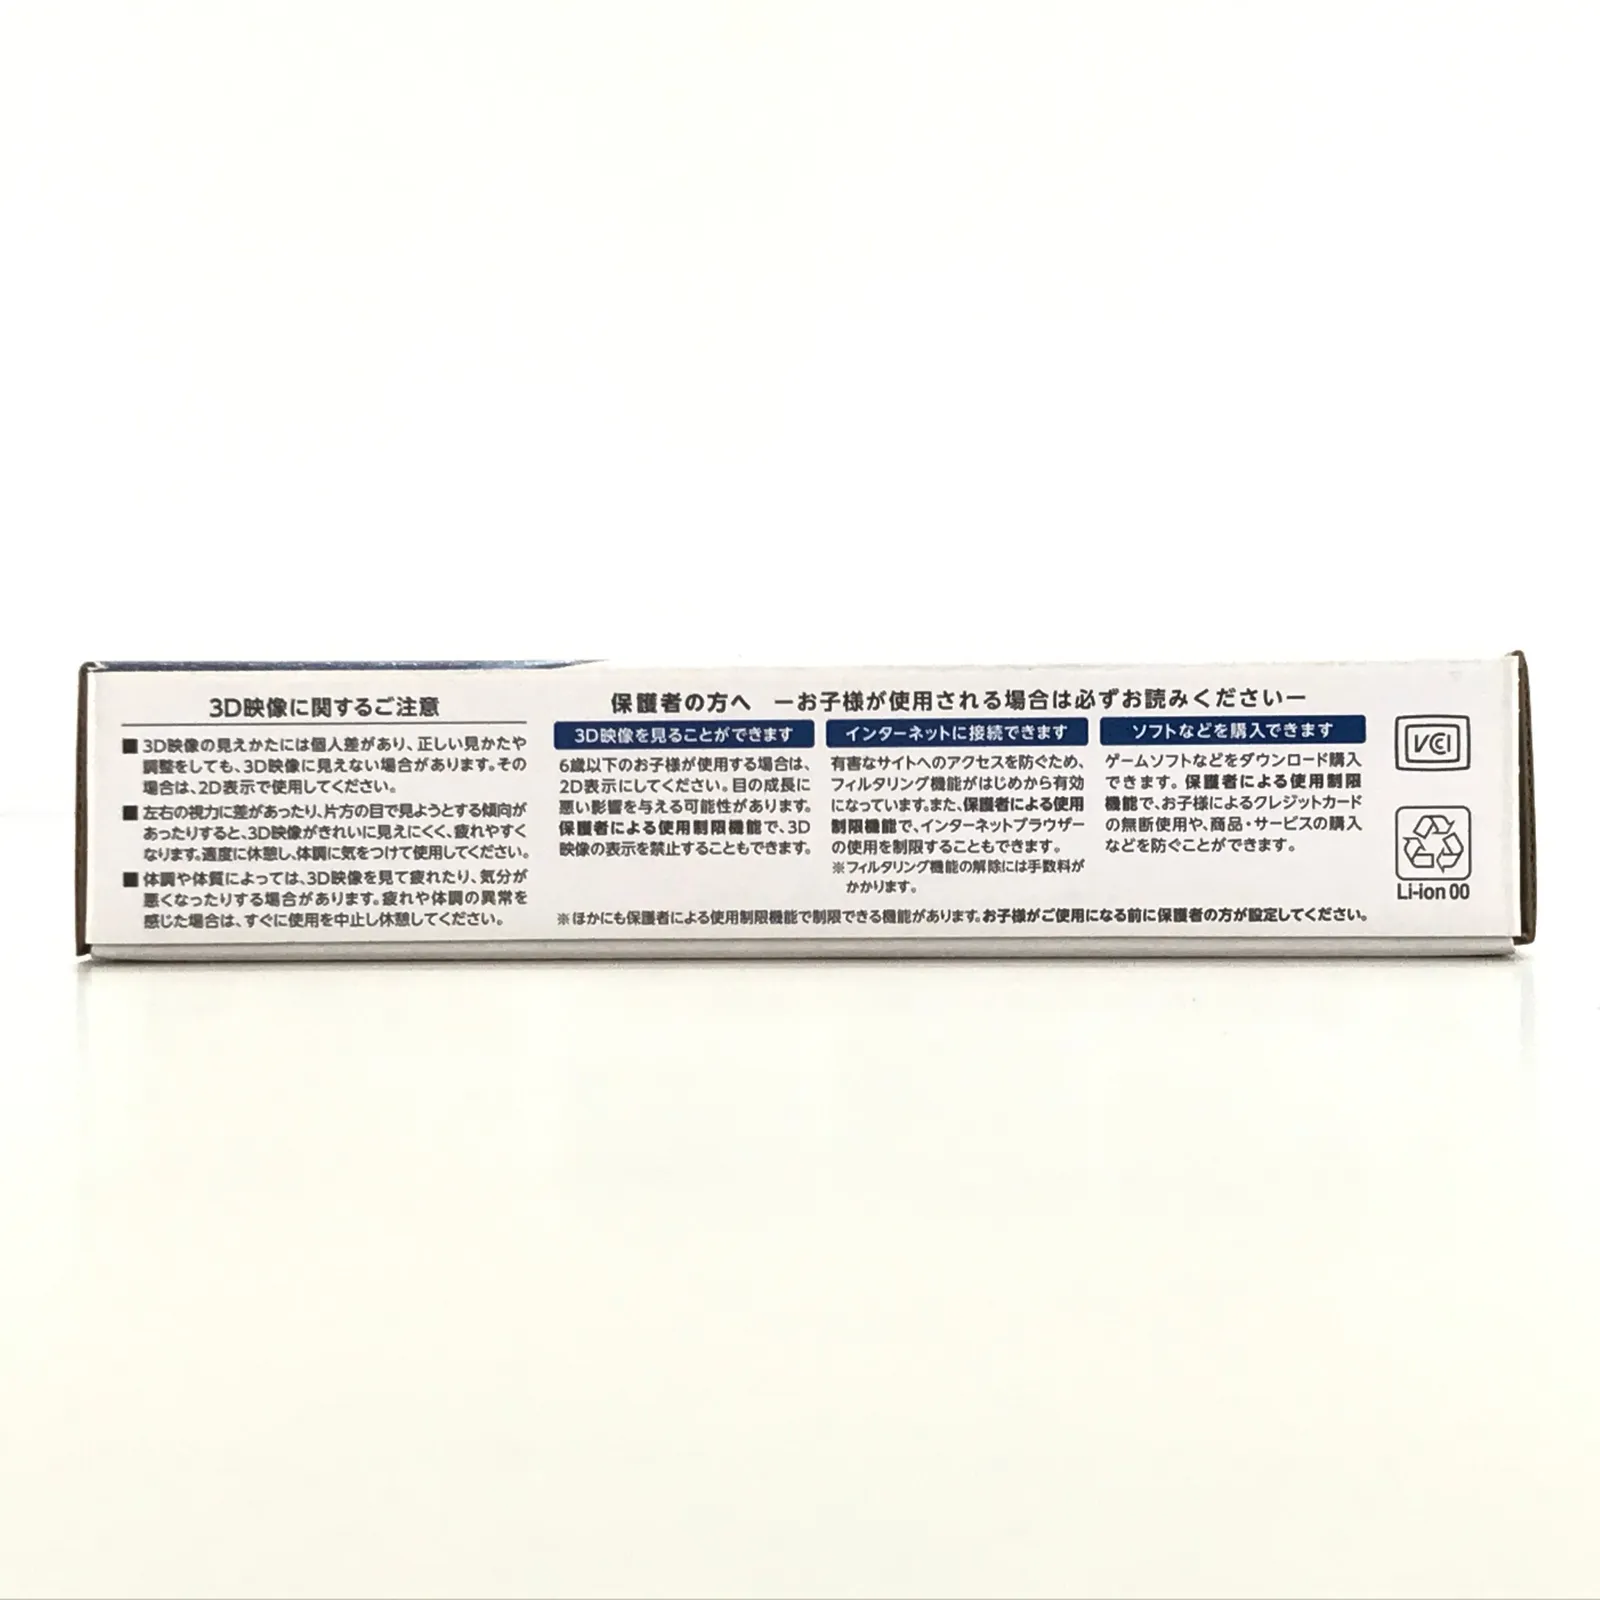 3D映像に関するご注意
■ 3D映像の見えかたには個人差があり、正しい見かたや
調整をしても、3D映像に見えない場合があります。その
場合は、2D表示で使用してください。
■ 左右の視力に差があったり、片方の目で見ようとする傾向が
あったりすると、3D映像がきれいに見えにくく、疲れやすく
なります。適度に休憩し、体調に気をつけて使用してください。
■ 体調や体質によっては、3D映像を見て疲れたり、気分が
悪くなったりする場合があります。疲れや体調の異常を
感じた場合は、すぐに使用を中止し休憩してください。
保護者の方へ ーお子様が使用される場合は必ずお読みくださいー
3D映像を見ることができます
6歳以下のお子様が使用する場合は、
2D表示にしてください。目の成長に
悪い影響を与える可能性があります。
保護者による使用制限機能で、3D
映像の表示を禁止することもできます。
インターネットに接続できます
有害なサイトへのアクセスを防ぐため、
フィルタリング機能がはじめから有効
になっています。また、保護者による使用
制限機能で、インターネットブラウザー
の使用を制限することもできます。
※フィルタリング機能の解除には手数料が
かかります。
ソフトなどを購入できます
ゲームソフトなどをダウンロード購入
できます。保護者による使用制限
機能で、お子様によるクレジットカード
の無断使用や、商品・サービスの購入
などを防ぐことができます。
※ほかにも保護者による使用制限機能で制限できる機能があります。お子様がご使用になる前に保護者の方が設定してください。
VCCI
Li-ion 00